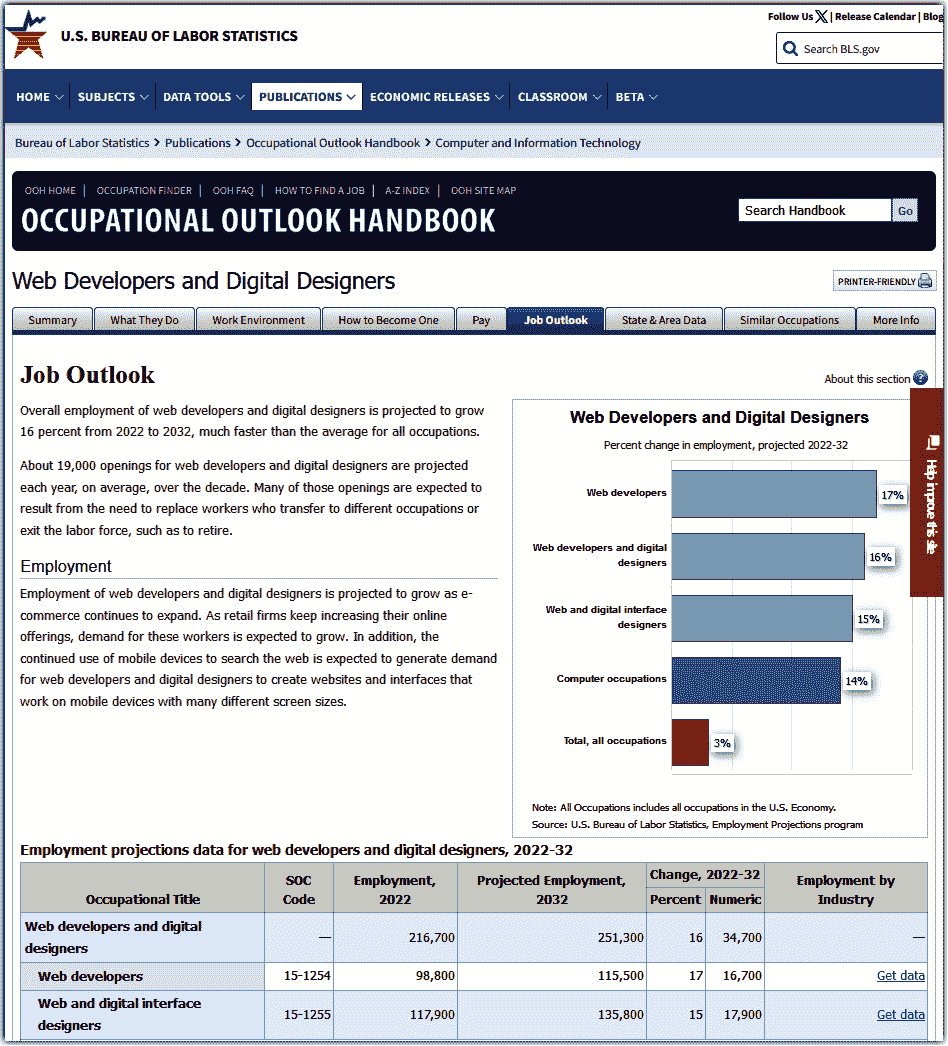 Follow Us X | Release Calendar | Blog
U.S. BUREAU OF LABOR STATISTICS
Search BLS.gov
HOME SUBJECTS DATA TOOLS PUBLICATIONS ECONOMIC RELEASES CLASSROOM BETA
Bureau of Labor Statistics > Publications > Occupational Outlook Handbook > Computer and Information Technology
OOH HOME | OCCUPATION FINDER | OOH FAQ | HOW TO FIND A JOB | A-Z INDEX | OOH SITE MAP
OCCUPATIONAL OUTLOOK HANDBOOK
Search Handbook Go
Web Developers and Digital Designers
PRINTER-FRIENDLY
Summary What They Do Work Environment How to Become One Pay Job Outlook State & Area Data Similar Occupations More Info
Job Outlook
About this section ?
Overall employment of web developers and digital designers is projected to grow
16 percent from 2022 to 2032, much faster than the average for all occupations.
About 19,000 openings for web developers and digital designers are projected
each year, on average, over the decade. Many of those openings are expected to
result from the need to replace workers who transfer to different occupations or
exit the labor force, such as to retire.
Employment
Employment of web developers and digital designers is projected to grow as e-
commerce continues to expand. As retail firms keep increasing their online
offerings, demand for these workers is expected to grow. In addition, the
continued use of mobile devices to search the web is expected to generate demand
for web developers and digital designers to create websites and interfaces that
work on mobile devices with many different screen sizes.
Web Developers and Digital Designers
Percent change in employment, projected 2022-32
Web developers 17%
Web developers and digital
designers 16%
Web and digital interface
designers 15%
Computer occupations 14%
Total, all occupations 3%
Note: All Occupations includes all occupations in the U.S. Economy.
Source: U.S. Bureau of Labor Statistics, Employment Projections program
Help improve this site
Employment projections data for web developers and digital designers, 2022-32
Occupational Title
SOC
Code
Employment,
2022
Projected Employment,
2032
Change, 2022-32
Percent Numeric
Employment by
Industry
Web developers and digital
designers
— 216,700 251,300 16 34,700 —
Web developers 15-1254 98,800 115,500 17 16,700 Get data
Web and digital interface
designers
15-1255 117,900 135,800 15 17,900 Get data